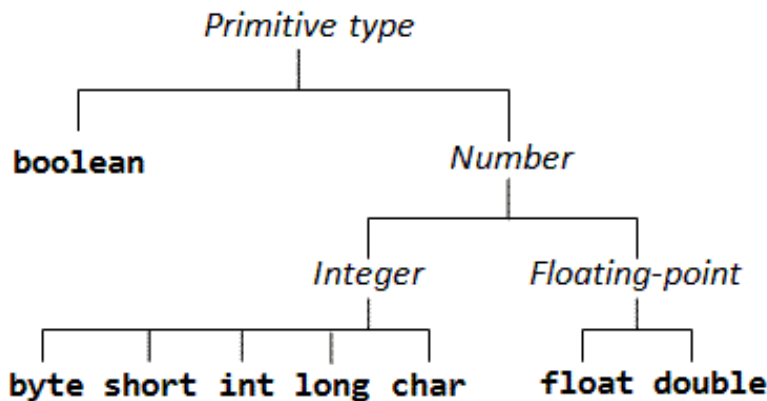 Primitive type
boolean
Number
Integer
Floating-point
byte short int long char
float double